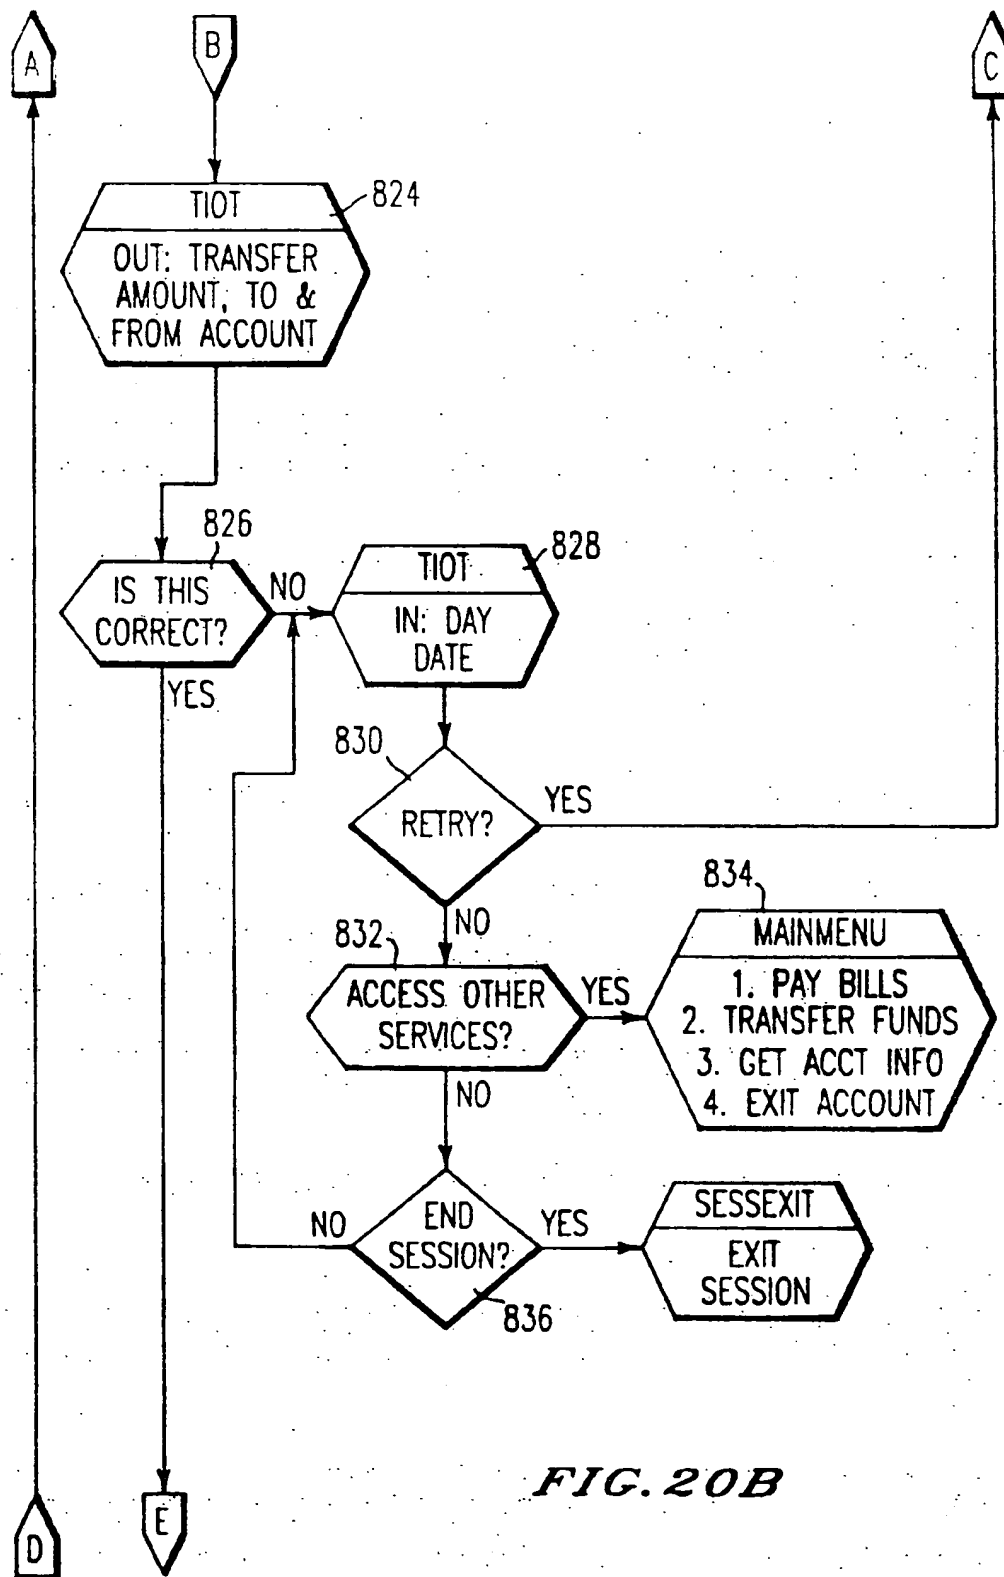 A
B
C
TIOT
824
OUT: TRANSFER
AMOUNT, TO &
FROM ACCOUNT
826
IS THIS
CORRECT?
NO
YES
TIOT
828
IN: DAY
DATE
830
RETRY?
YES
NO
832
ACCESS OTHER
SERVICES?
YES
NO
834
MAINMENU
1. PAY BILLS
2. TRANSFER FUNDS
3. GET ACCT INFO
4. EXIT ACCOUNT
NO
END
SESSION?
YES
836
SESSEXIT
EXIT
SESSION
D
E
FIG. 20B